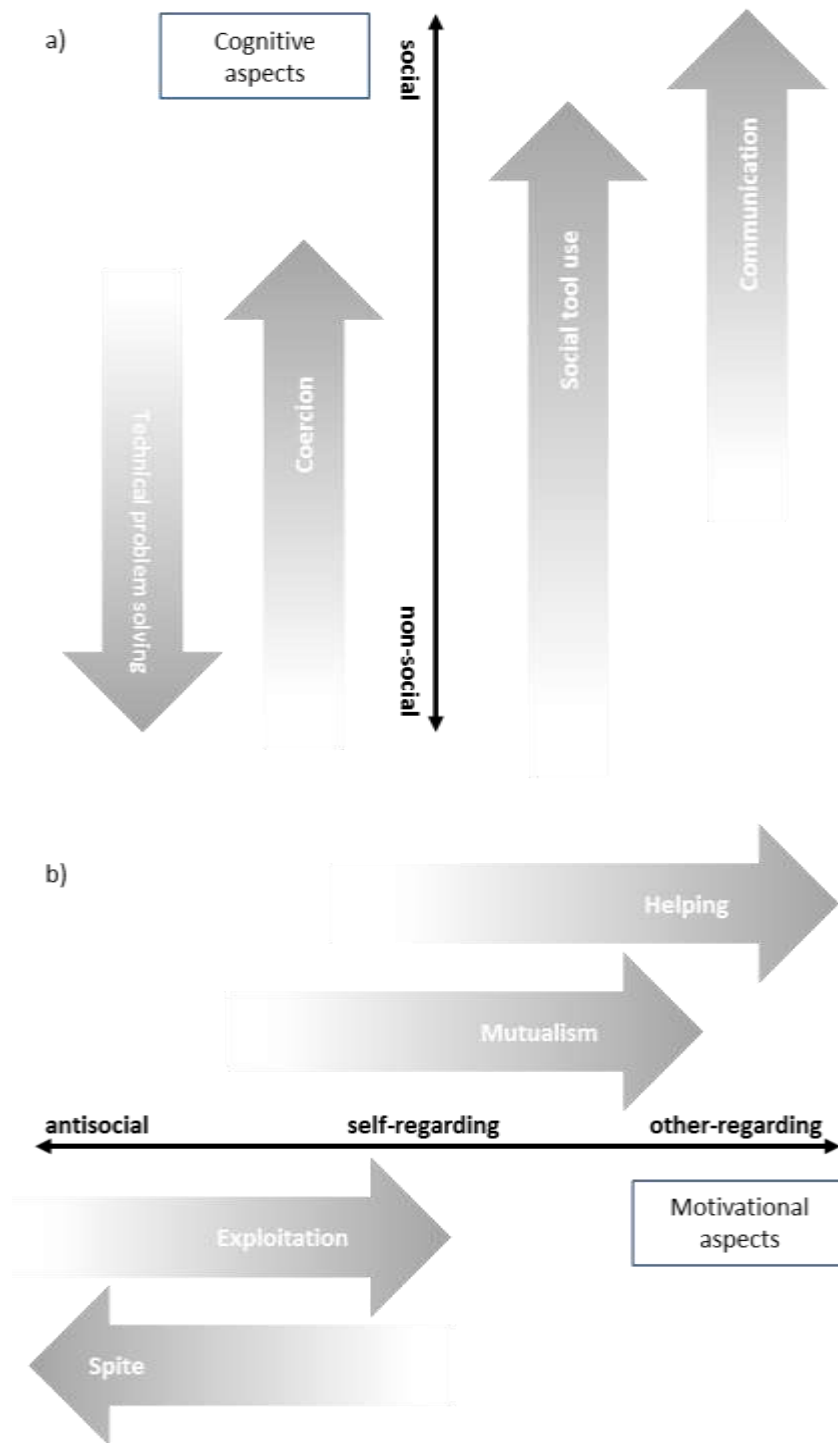 a)
Cognitive
aspects
social
Communication
Social tool use
Coercion
Technical problem solving
non-social
b)
Helping
Mutualism
antisocial
self-regarding
other-regarding
Exploitation
Motivational
aspects
Spite